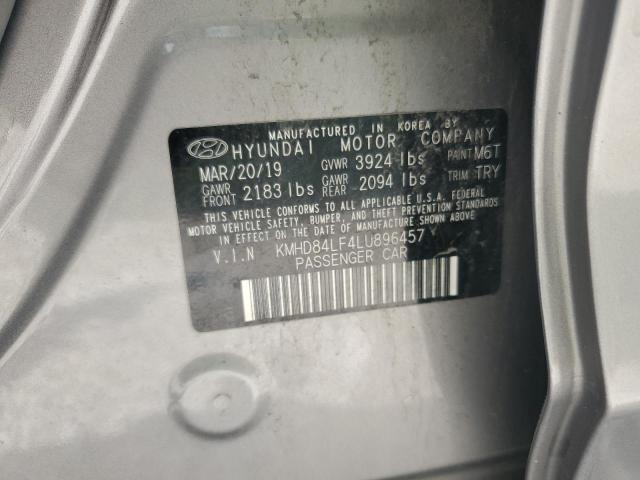 MANUFACTURED IN KOREA BY
HYUNDAI MOTOR COMPANY
MAR/20/19 GVWR 3924 lbs PAINT M6T
GAWR FRONT 2183 lbs GAWR REAR 2094 lbs TRIM TRY
THIS VEHICLE CONFORMS TO ALL APPLICABLE U.S.A. FEDERAL
MOTOR VEHICLE SAFETY, BUMPER, AND THEFT PREVENTION STANDARDS
IN EFFECT ON THE DATE OF MANUFACTURE SHOWN ABOVE.
V.I.N KMHD84LF4LU896457
PASSENGER CAR